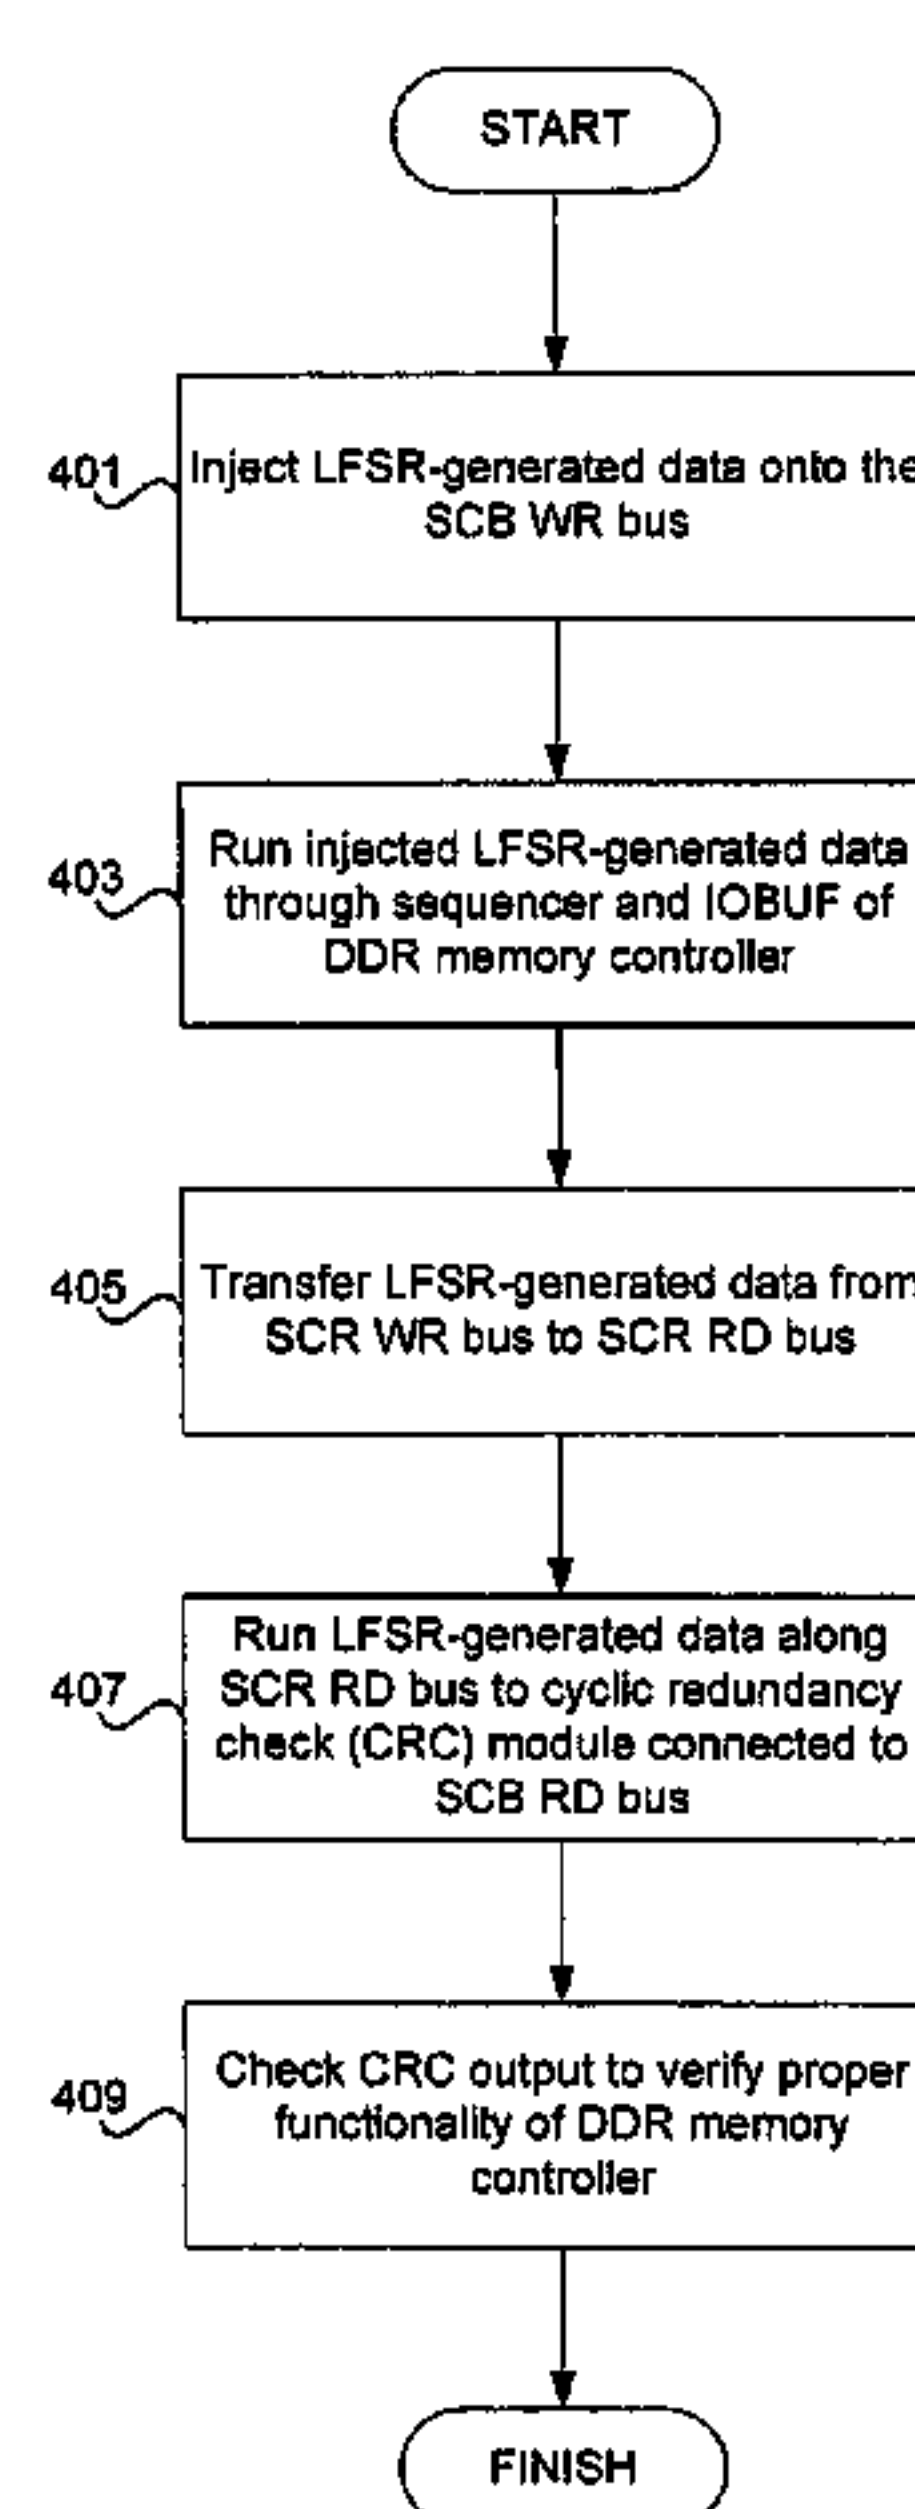 START
401
Inject LFSR-generated data onto the
SCB WR bus
403
Run injected LFSR-generated data
through sequencer and IOBUF of
DDR memory controller
405
Transfer LFSR-generated data from
SCR WR bus to SCR RD bus
407
Run LFSR-generated data along
SCR RD bus to cyclic redundancy
check (CRC) module connected to
SCB RD bus
409
Check CRC output to verify proper
functionality of DDR memory
controller
FINISH